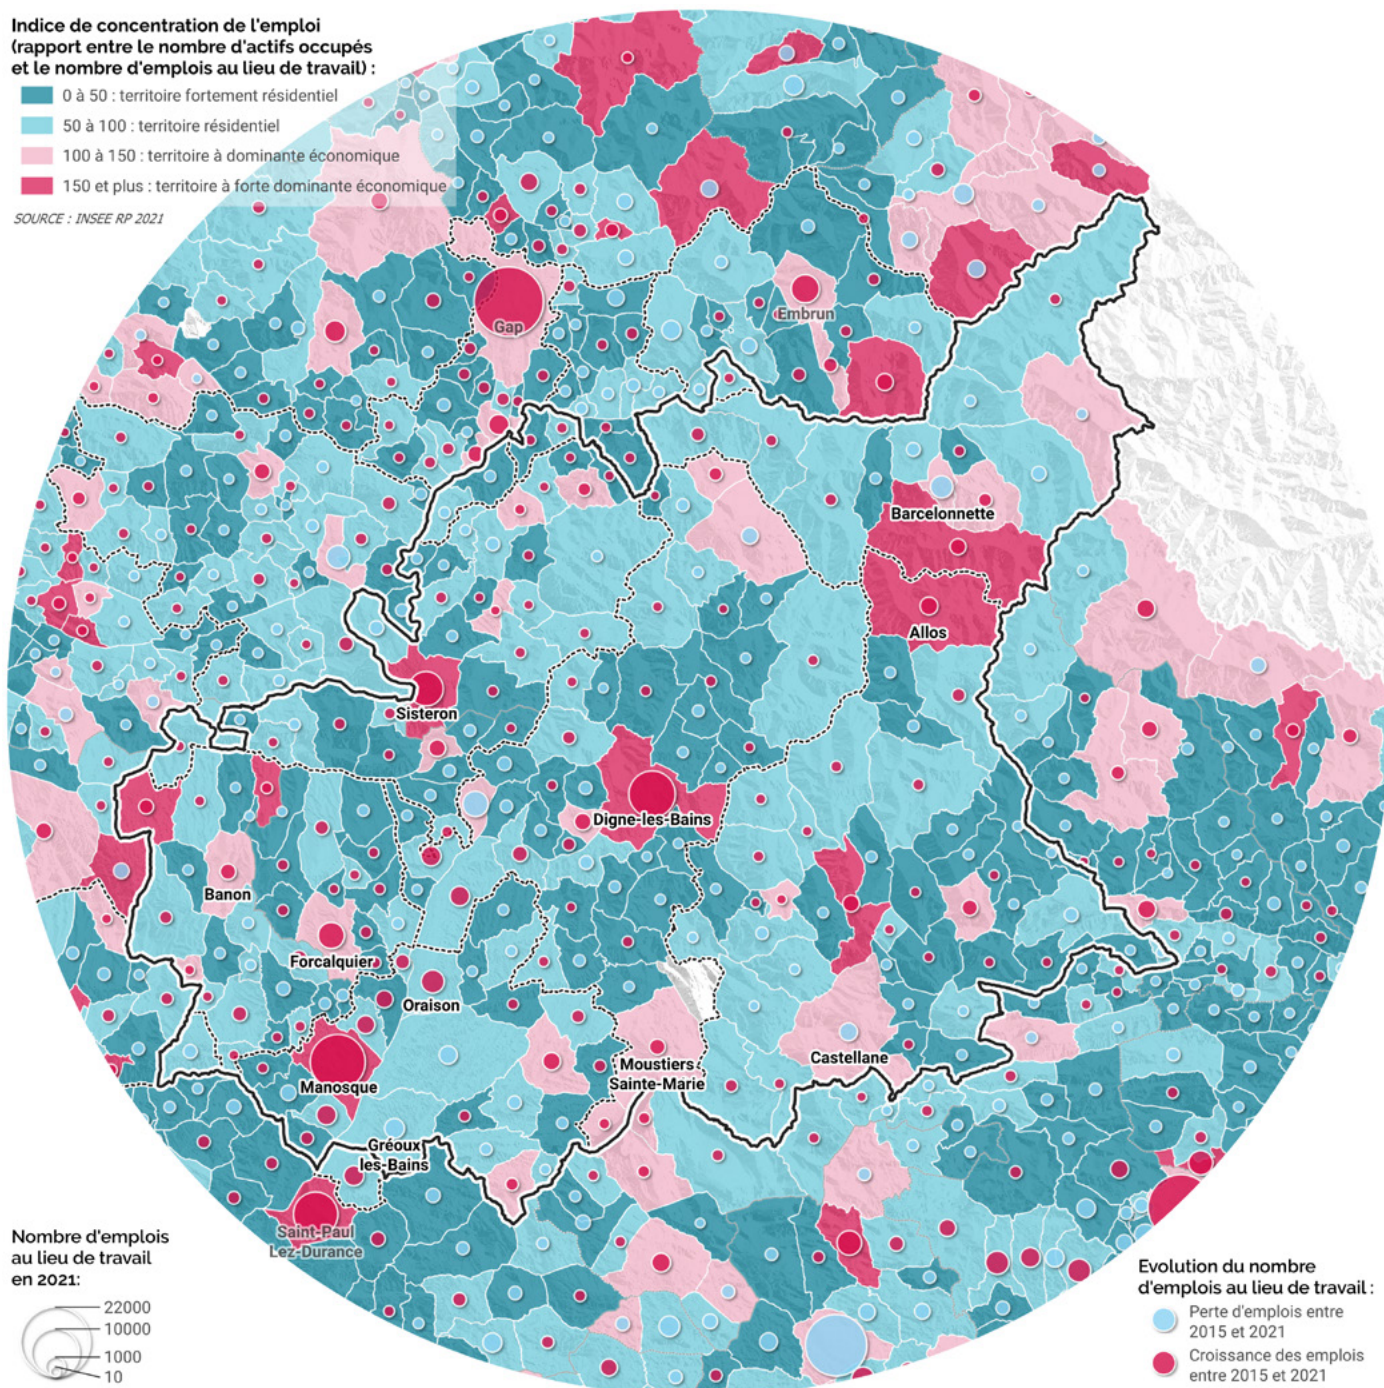 Indice de concentration de l'emploi
(rapport entre le nombre d'actifs occupés
et le nombre d'emplois au lieu de travail) :
0 à 50 : territoire fortement résidentiel
50 à 100 : territoire résidentiel
100 à 150 : territoire à dominante économique
150 et plus : territoire à forte dominante économique
SOURCE : INSEE RP 2021
Gap
Embrun
Barcelonnette
Allos
Sisteron
Digne-les-Bains
Banon
Forcalquier
Oraison
Manosque
Moustiers
Sainte-Marie
Castellane
Gréoux
les-Bains
Saint-Paul
Lez-Durance
Nombre d'emplois
au lieu de travail
en 2021:
22000
10000
1000
10
Evolution du nombre
d'emplois au lieu de travail :
Perte d'emplois entre
2015 et 2021
Croissance des emplois
entre 2015 et 2021